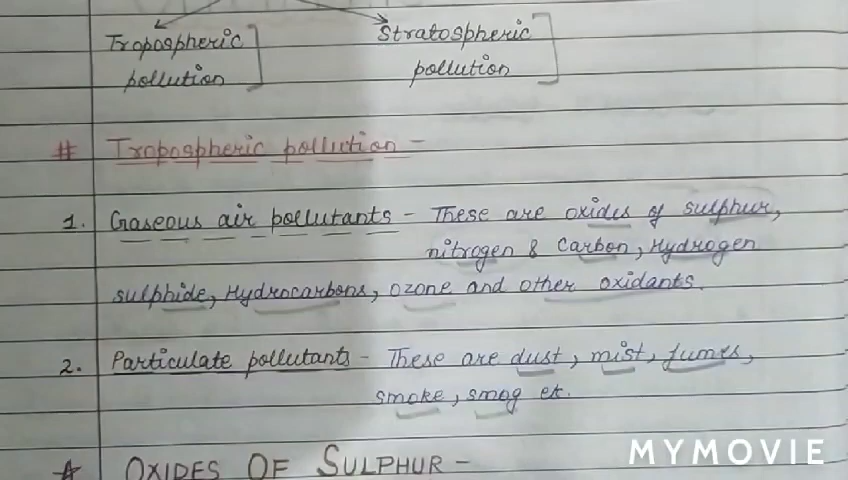 Tropospheric pollution
Stratospheric pollution
# Tropospheric pollution -
1. Gaseous air pollutants - These are oxides of sulphur,
nitrogen & Carbon, Hydrogen
sulphide, Hydrocarbons, ozone and other oxidants.
2. Particulate pollutants - These are dust, mist, fumes,
smoke, smog etc.
OXIDES OF SULPHUR -
MYMOVIE